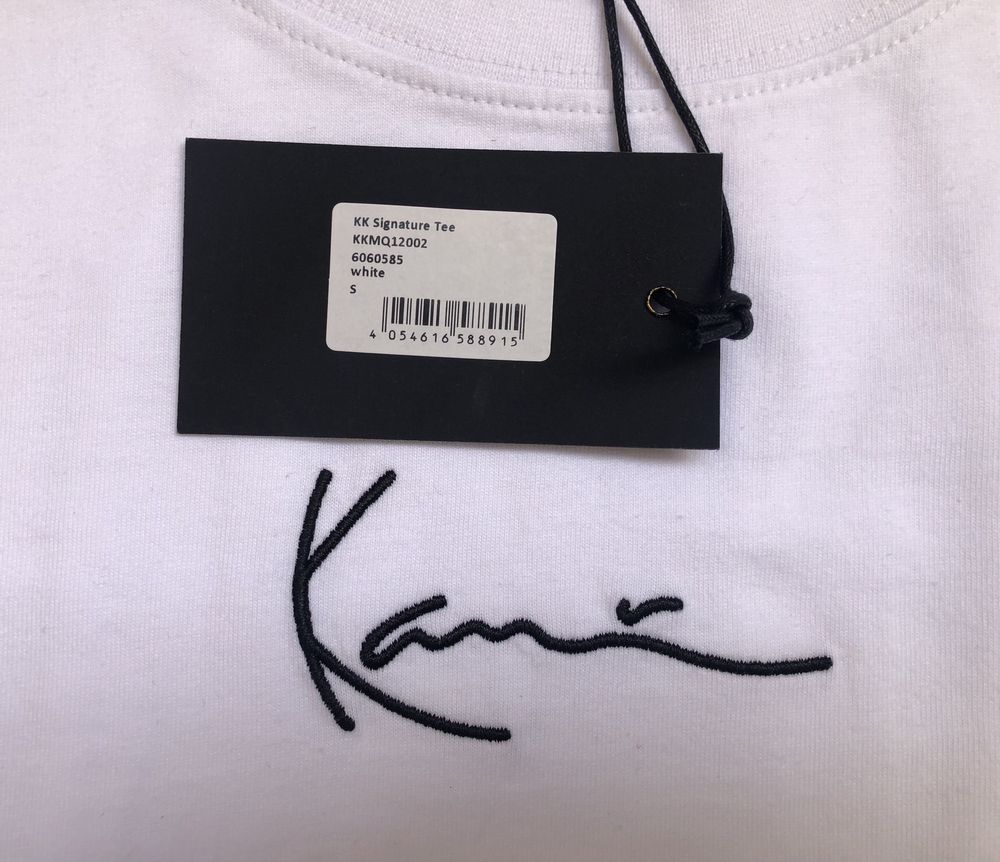 KK Signature Tee
KKMQ12002
6060585
white
S
4 054616 588915
Kani